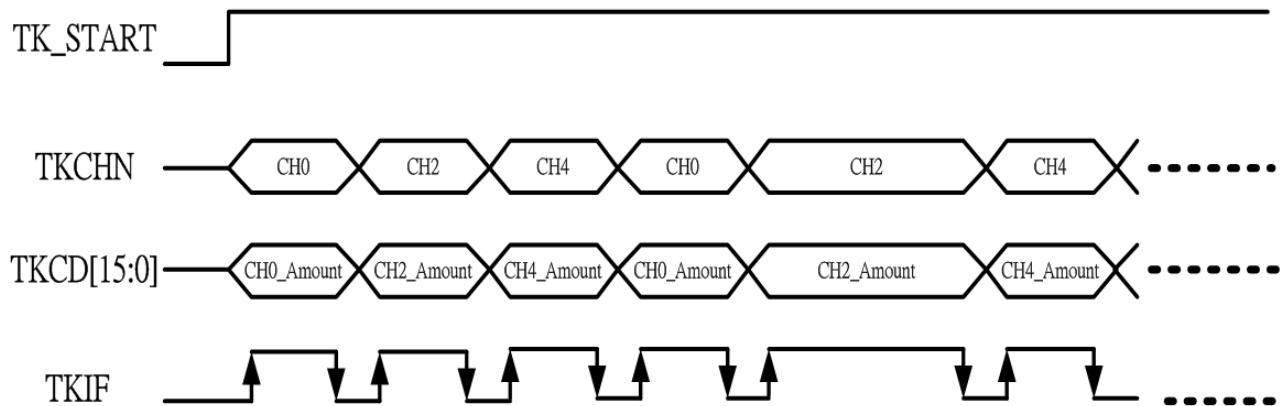 TK_START
TKCHN CH0 CH2 CH4 CH0 CH2 CH4
TKCD[15:0] CH0_Amount CH2_Amount CH4_Amount CH0_Amount CH2_Amount CH4_Amount
TKIF